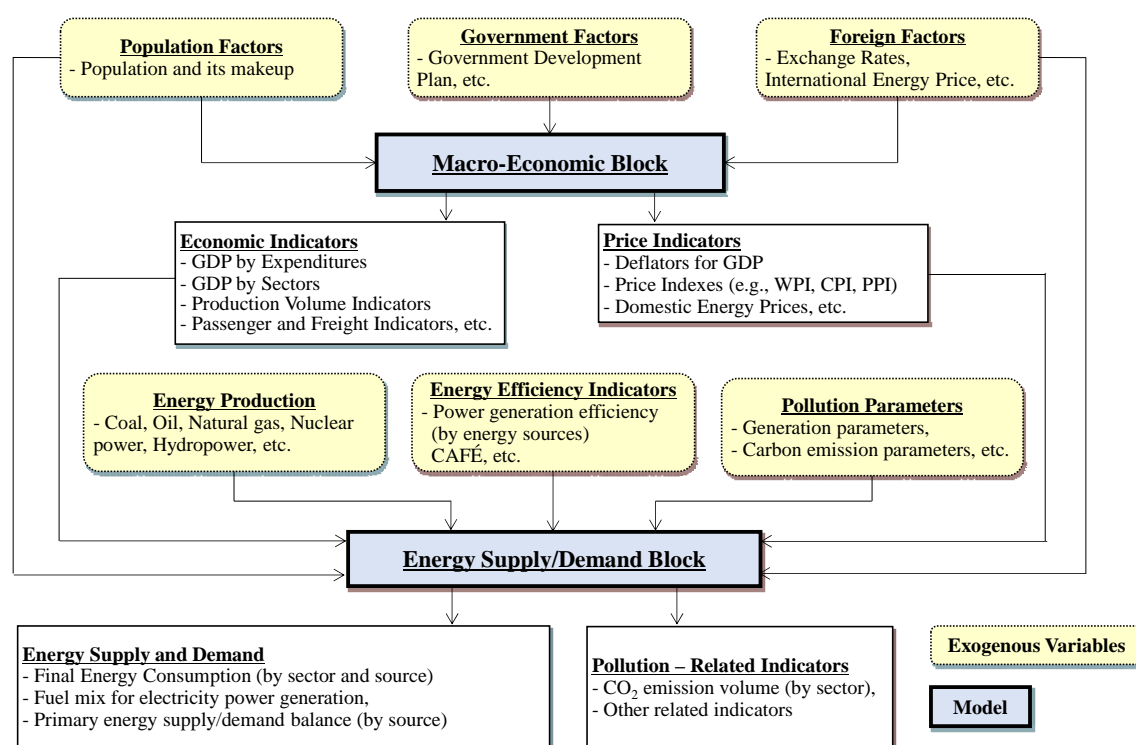 Population Factors
- Population and its makeup
Government Factors
- Government Development
Plan, etc.
Foreign Factors
- Exchange Rates,
International Energy Price, etc.
Macro-Economic Block
Economic Indicators
- GDP by Expenditures
- GDP by Sectors
- Production Volume Indicators
- Passenger and Freight Indicators, etc.
Price Indicators
- Deflators for GDP
- Price Indexes (e.g., WPI, CPI, PPI)
- Domestic Energy Prices, etc.
Energy Production
- Coal, Oil, Natural gas, Nuclear
power, Hydropower, etc.
Energy Efficiency Indicators
- Power generation efficiency
(by energy sources)
CAFÉ, etc.
Pollution Parameters
- Generation parameters,
- Carbon emission parameters, etc.
Energy Supply/Demand Block
Energy Supply and Demand
- Final Energy Consumption (by sector and source)
- Fuel mix for electricity power generation,
- Primary energy supply/demand balance (by source)
Pollution – Related Indicators
- CO₂ emission volume (by sector),
- Other related indicators
Exogenous Variables
Model